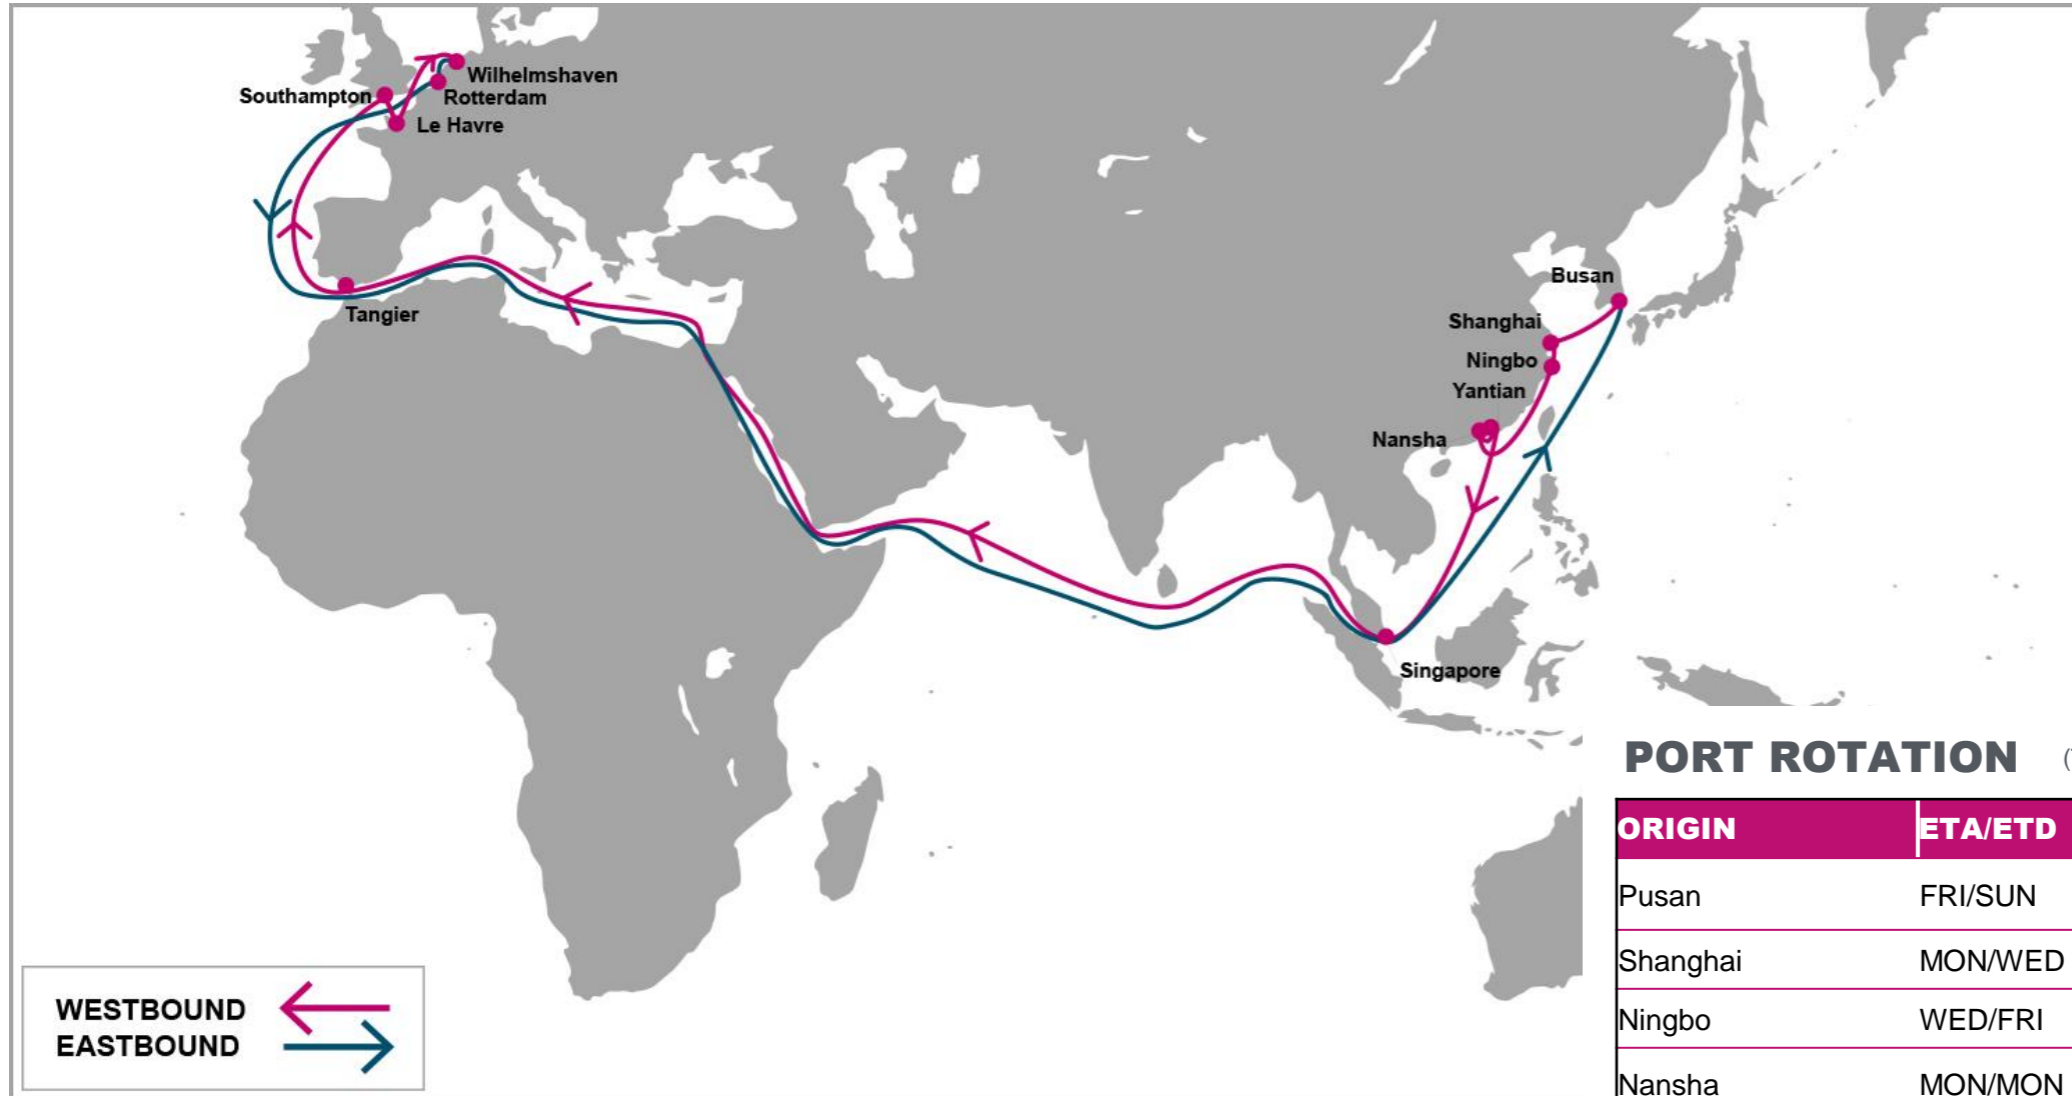 Wilhelmshaven
Southampton
Rotterdam
Le Havre
Tangier
Busan
Shanghai
Ningbo
Yantian
Nansha
Singapore
PORT ROTATION (
ORIGIN ETA/ETD
Pusan FRI/SUN
Shanghai MON/WED
Ningbo WED/FRI
Nansha MON/MON
WESTBOUND
EASTBOUND